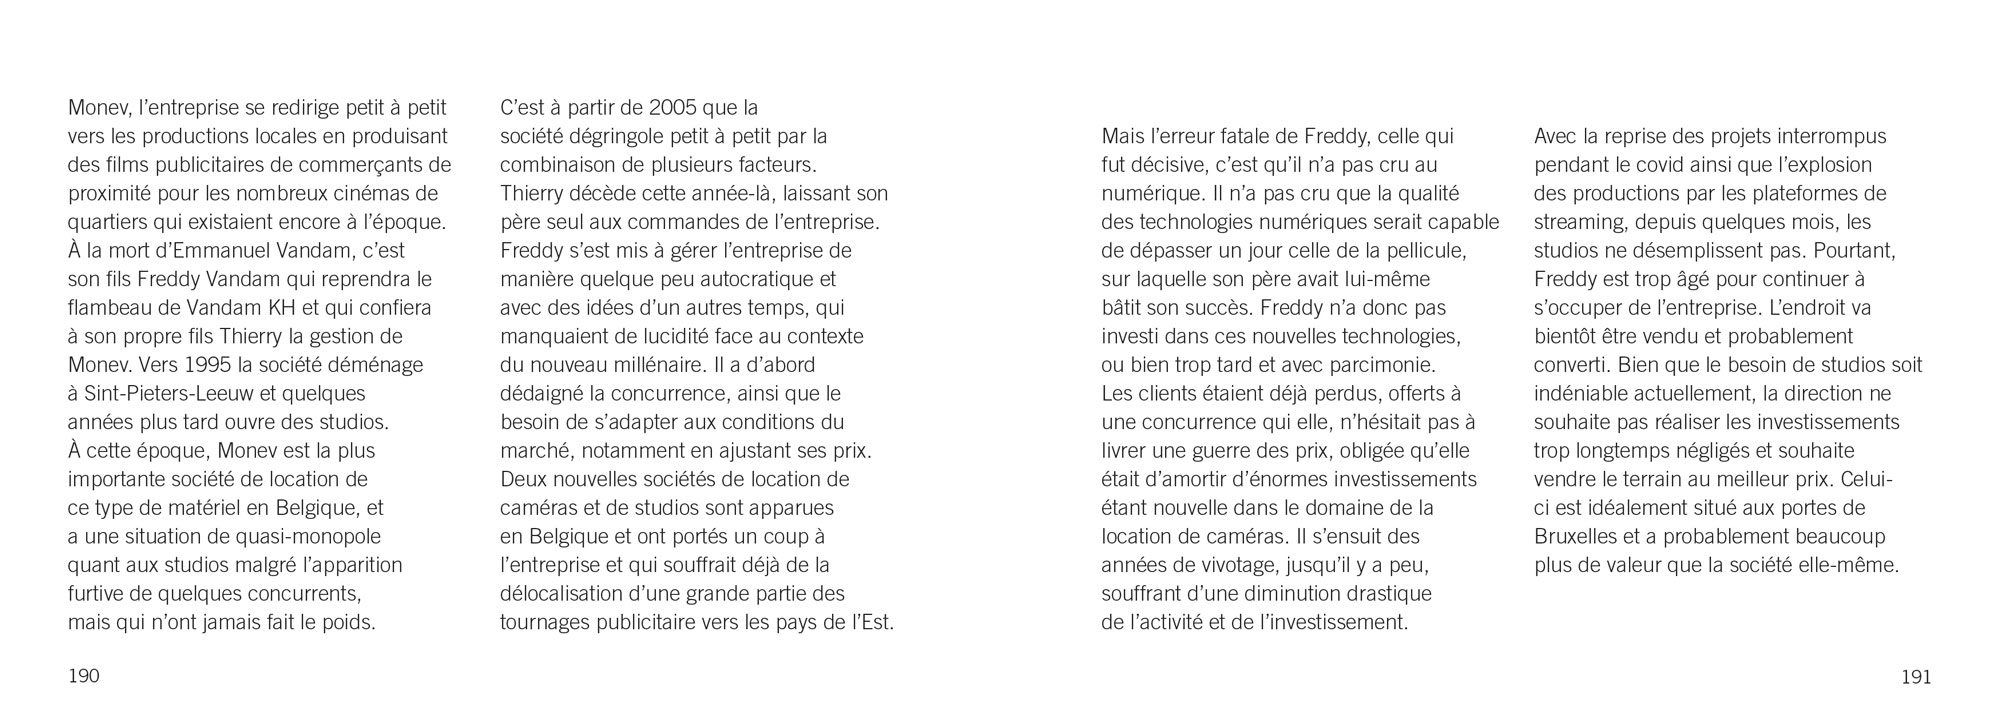 Monev, l’entreprise se redirige petit à petit
vers les productions locales en produisant
des films publicitaires de commerçants de
proximité pour les nombreux cinémas de
quartiers qui existaient encore à l’époque.
À la mort d’Emmanuel Vandam, c’est
son fils Freddy Vandam qui reprendra le
flambeau de Vandam KH et qui confiera
à son propre fils Thierry la gestion de
Monev. Vers 1995 la société déménage
à Sint-Pieters-Leeuw et quelques
années plus tard ouvre des studios.
À cette époque, Monev est la plus
importante société de location de
ce type de matériel en Belgique, et
a une situation de quasi-monopole
quant aux studios malgré l’apparition
furtive de quelques concurrents,
mais qui n’ont jamais fait le poids.
C’est à partir de 2005 que la
société dégringole petit à petit par la
combinaison de plusieurs facteurs.
Thierry décède cette année-là, laissant son
père seul aux commandes de l’entreprise.
Freddy s’est mis à gérer l’entreprise de
manière quelque peu autocratique et
avec des idées d’un autres temps, qui
manquaient de lucidité face au contexte
du nouveau millénaire. Il a d’abord
dédaigné la concurrence, ainsi que le
besoin de s’adapter aux conditions du
marché, notamment en ajustant ses prix.
Deux nouvelles sociétés de location de
caméras et de studios sont apparues
en Belgique et ont portés un coup à
l’entreprise et qui souffrait déjà de la
délocalisation d’une grande partie des
tournages publicitaire vers les pays de l’Est.
190
Mais l’erreur fatale de Freddy, celle qui
fut décisive, c’est qu’il n’a pas cru au
numérique. Il n’a pas cru que la qualité
des technologies numériques serait capable
de dépasser un jour celle de la pellicule,
sur laquelle son père avait lui-même
bâtit son succès. Freddy n’a donc pas
investi dans ces nouvelles technologies,
ou bien trop tard et avec parcimonie.
Les clients étaient déjà perdus, offerts à
une concurrence qui elle, n’hésitait pas à
livrer une guerre des prix, obligée qu’elle
était d’amortir d’énormes investissements
étant nouvelle dans le domaine de la
location de caméras. Il s’ensuit des
années de vivotage, jusqu’il y a peu,
souffrant d’une diminution drastique
de l’activité et de l’investissement.
Avec la reprise des projets interrompus
pendant le covid ainsi que l’explosion
des productions par les plateformes de
streaming, depuis quelques mois, les
studios ne désemplissent pas. Pourtant,
Freddy est trop âgé pour continuer à
s’occuper de l’entreprise. L’endroit va
bientôt être vendu et probablement
converti. Bien que le besoin de studios soit
indéniable actuellement, la direction ne
souhaite pas réaliser les investissements
trop longtemps négligés et souhaite
vendre le terrain au meilleur prix. Celui-
ci est idéalement situé aux portes de
Bruxelles et a probablement beaucoup
plus de valeur que la société elle-même.
191